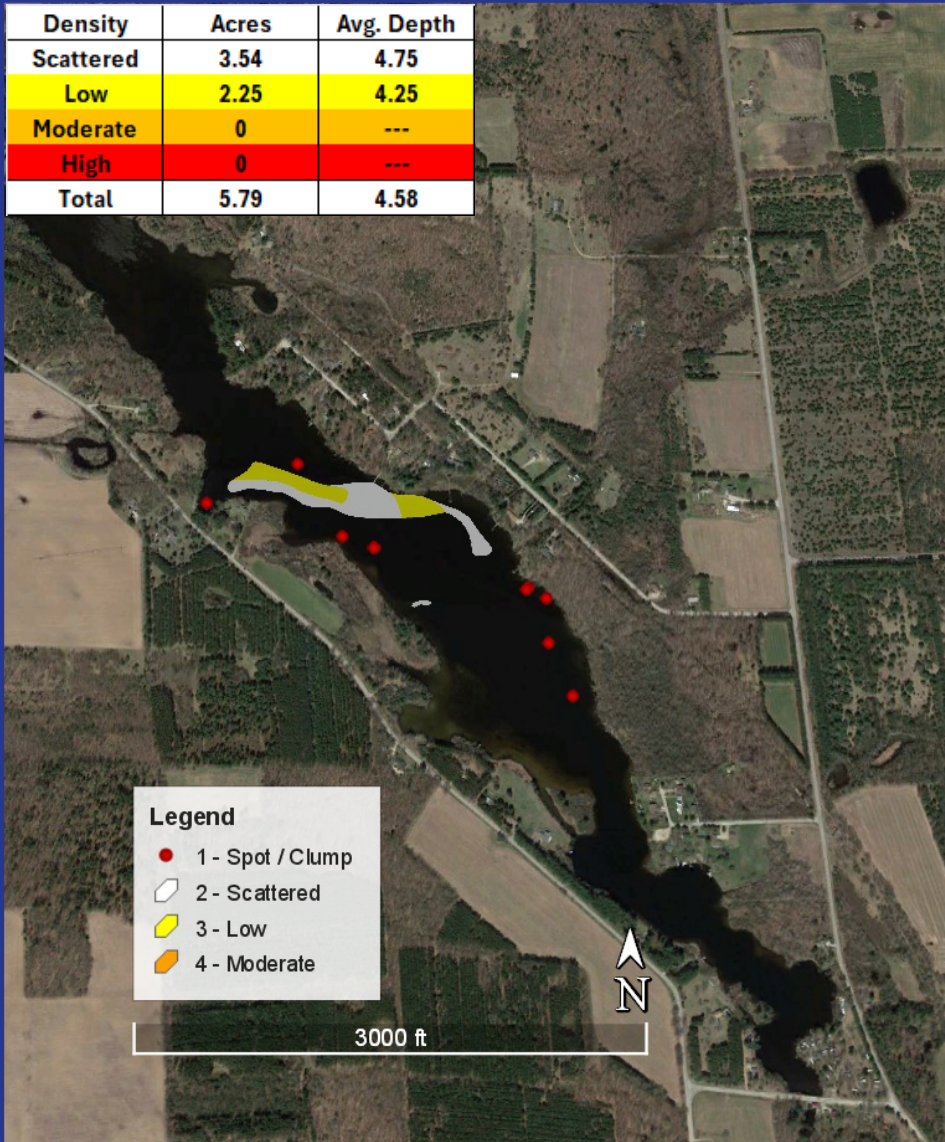 Density Acres Avg. Depth
Scattered 3.54 4.75
Low 2.25 4.25
Moderate 0 ---
High 0 ---
Total 5.79 4.58
Legend
1 - Spot / Clump
2 - Scattered
3 - Low
4 - Moderate
N
3000 ft